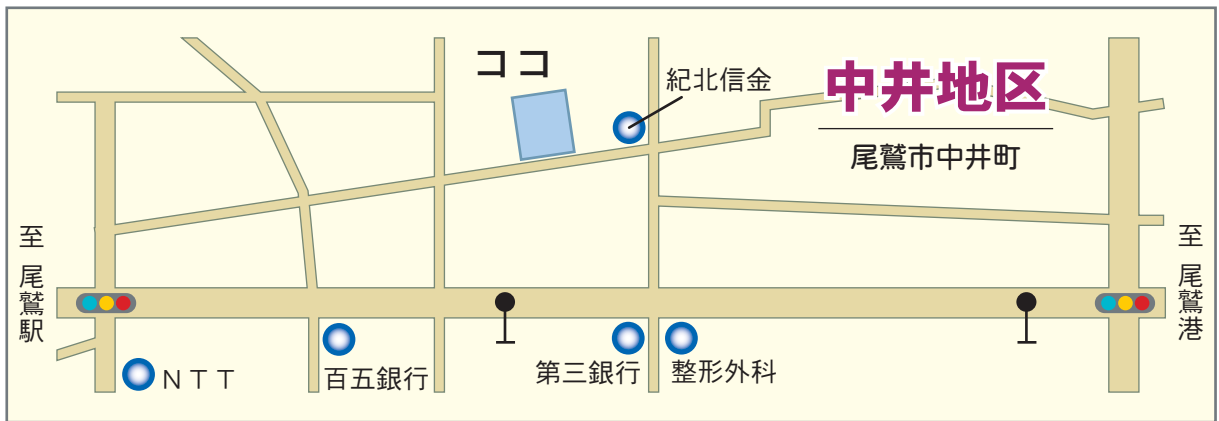 ココ
紀北信金
中井地区
尾鷲市中井町
至 尾鷲駅
至 尾鷲港
NTT
百五銀行
第三銀行
整形外科